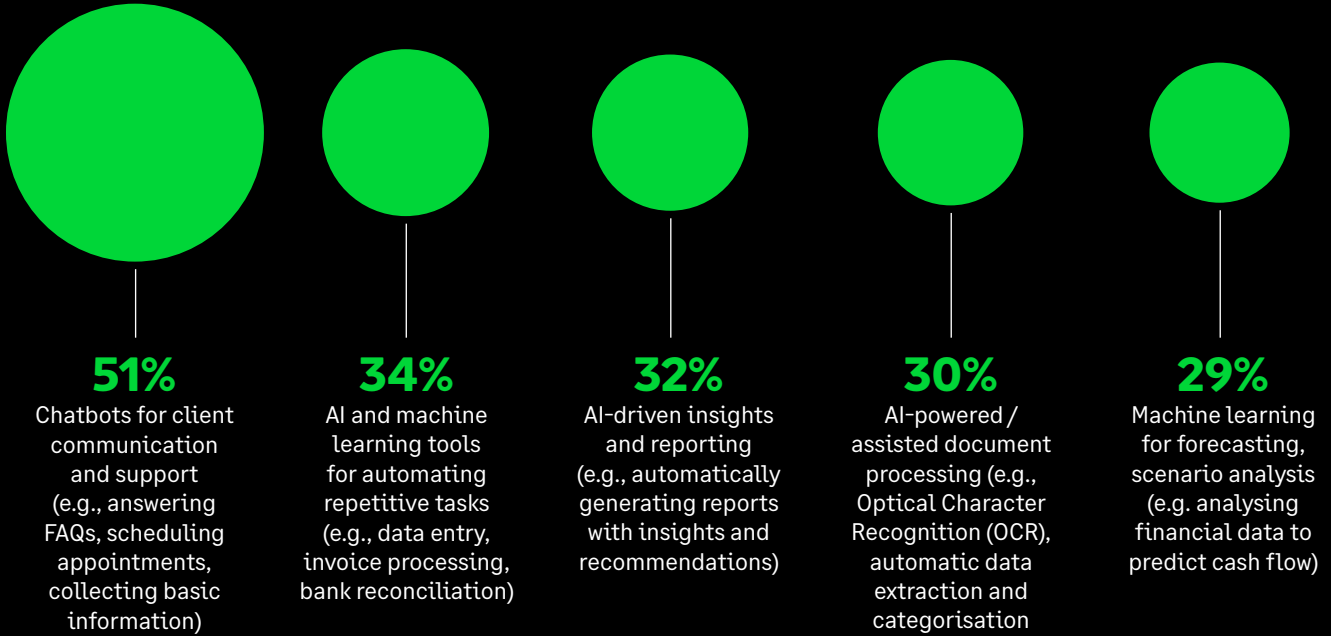 51%
Chatbots for client
communication
and support
(e.g., answering
FAQs, scheduling
appointments,
collecting basic
information)
34%
AI and machine
learning tools
for automating
repetitive tasks
(e.g., data entry,
invoice processing,
bank reconciliation)
32%
AI-driven insights
and reporting
(e.g., automatically
generating reports
with insights and
recommendations)
30%
AI-powered /
assisted document
processing (e.g.,
Optical Character
Recognition (OCR),
automatic data
extraction and
categorisation
29%
Machine learning
for forecasting,
scenario analysis
(e.g. analysing
financial data to
predict cash flow)